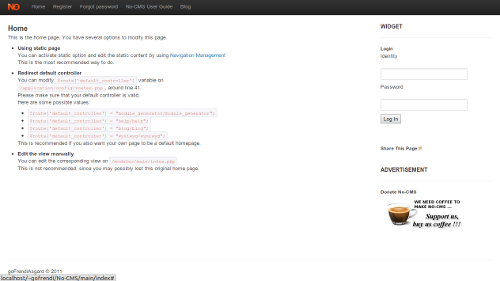 NO Home Register Forgot password No-CMS User Guide Blog
Home
This is the home page. You have several options to modify this page.
Using static page
You can activate static option and edit the static content by using Navigation Management
This is the most recommended way to do.
Redirect default controller
You can modify $route['default_controller'] variable on
/application/config/routes.php, around line 41.
Please make sure that your default controller is valid.
Here are some possible values:
$route['default_controller'] = "module_generator/module_generator";
$route['default_controller'] = "help/help";
$route['default_controller'] = "blog/blog";
$route['default_controller'] = "wysiwyg/wysiwyg";
This is recommended if you also want your own page to be a default homepage.
Edit the view manually
You can edit the corresponding view on /modules/main/index.php
This is not recommended, since you may possibly lost this original home page.
WIDGET
Login
Identity
Password
Log In
Share This Page !!
ADVERTISEMENT
Donate No-CMS
WE NEED COFFEE TO
MAKE NO-CMS ...
Support us,
buy us coffee !!!
goFrendiAsgard © 2011
localhost/~gofrendi/No-CMS/main/index#